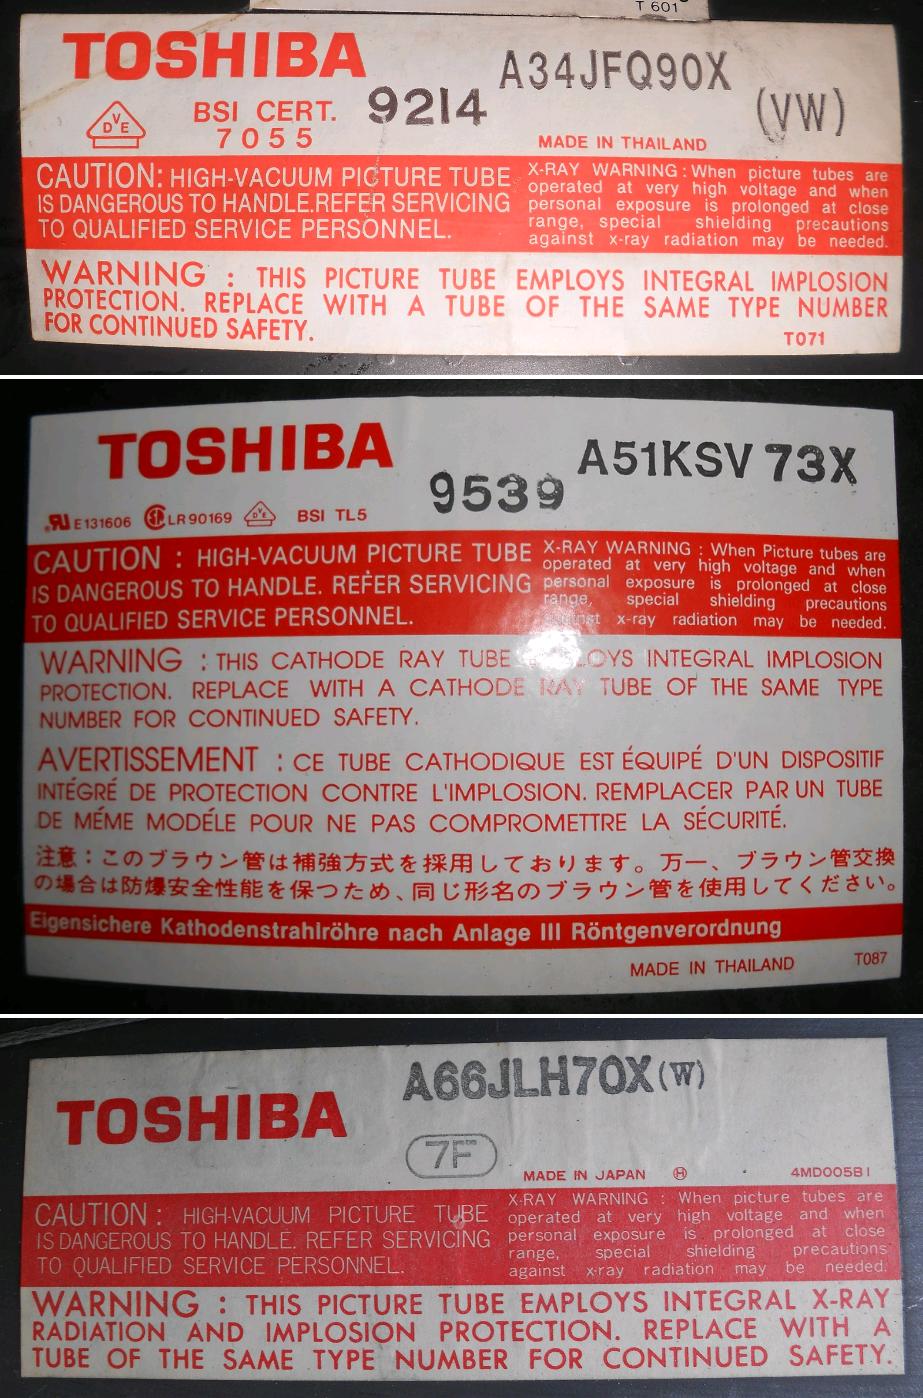 T 601
TOSHIBA
A34JFQ90X
9214
(VW)
DVE
BSI CERT.
7055
MADE IN THAILAND
CAUTION: HIGH-VACUUM PICTURE TUBE
IS DANGEROUS TO HANDLE.REFER SERVICING
TO QUALIFIED SERVICE PERSONNEL.
X-RAY WARNING : When picture tubes are
operated at very high voltage and when
personal exposure is prolonged at close
range, special shielding precautions
against x-ray radiation may be needed.
WARNING : THIS PICTURE TUBE EMPLOYS INTEGRAL IMPLOSION
PROTECTION. REPLACE WITH A TUBE OF THE SAME TYPE NUMBER
FOR CONTINUED SAFETY.
T071
TOSHIBA
A51KSV 73X
9539
E131606 LR90169 DVE BSI TL5
CAUTION : HIGH-VACUUM PICTURE TUBE
IS DANGEROUS TO HANDLE. REFER SERVICING
TO QUALIFIED SERVICE PERSONNEL.
X-RAY WARNING : When Picture tubes are
operated at very high voltage and when
personal exposure is prolonged at close
range, special shielding precautions
against x-ray radiation may be needed.
WARNING : THIS CATHODE RAY TUBE EMPLOYS INTEGRAL IMPLOSION
PROTECTION. REPLACE WITH A CATHODE RAY TUBE OF THE SAME TYPE
NUMBER FOR CONTINUED SAFETY.
AVERTISSEMENT : CE TUBE CATHODIQUE EST ÉQUIPÉ D'UN DISPOSITIF
INTÉGRÉ DE PROTECTION CONTRE L'IMPLOSION. REMPLACER PAR UN TUBE
DE MÉME MODÉLE POUR NE PAS COMPROMETTRE LA SÉCURITÉ.
注意：このブラウン管は補強方式を採用しております。万一、ブラウン管交換
の場合は防爆安全性能を保つため、同じ形名のブラウン管を使用してください。
Eigensichere Kathodenstrahlröhre nach Anlage III Röntgenverordnung
MADE IN THAILAND
T087
TOSHIBA
A66JLH70X(W)
7F
MADE IN JAPAN Ⓗ
4MD005B1
CAUTION : HIGH-VACUUM PICTURE TUBE
IS DANGEROUS TO HANDLE. REFER SERVICING
TO QUALIFIED SERVICE PERSONNEL.
X-RAY WARNING : When picture tubes are
operated at very high voltage and when
personal exposure is prolonged at close
range, special shielding precautions
against x-ray radiation may be needed.
WARNING : THIS PICTURE TUBE EMPLOYS INTEGRAL X-RAY
RADIATION AND IMPLOSION PROTECTION. REPLACE WITH A
TUBE OF THE SAME TYPE NUMBER FOR CONTINUED SAFETY.